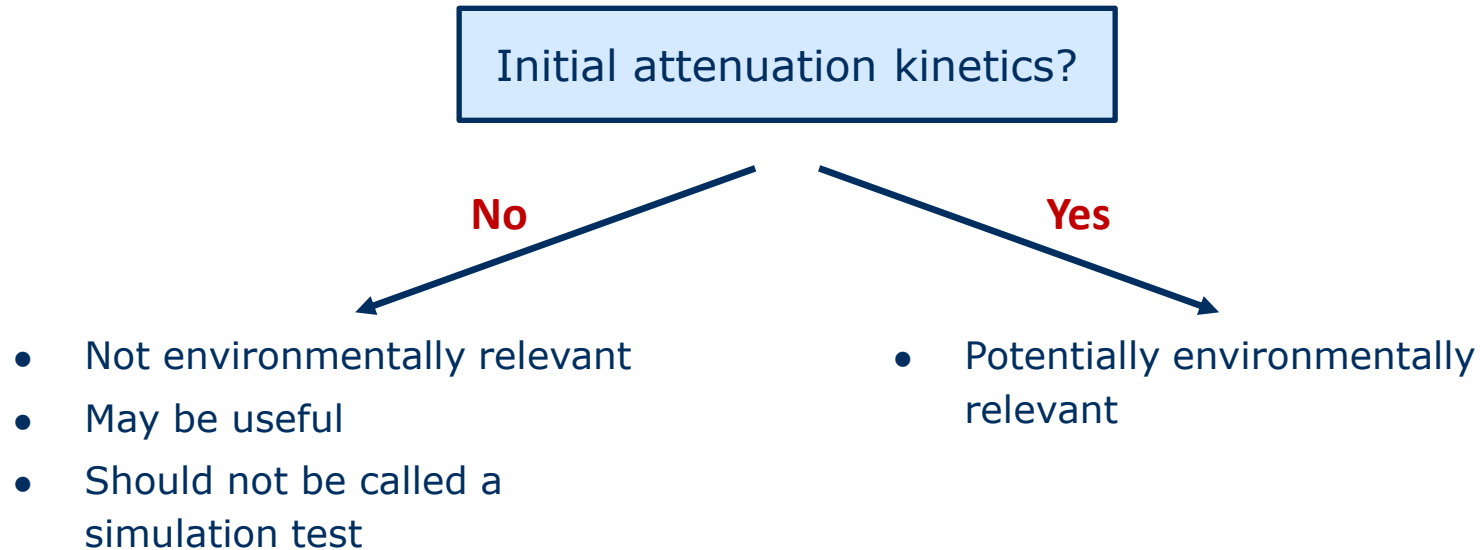 Initial attenuation kinetics?
No
Yes
● Not environmentally relevant
● May be useful
● Should not be called a
simulation test
● Potentially environmentally
relevant